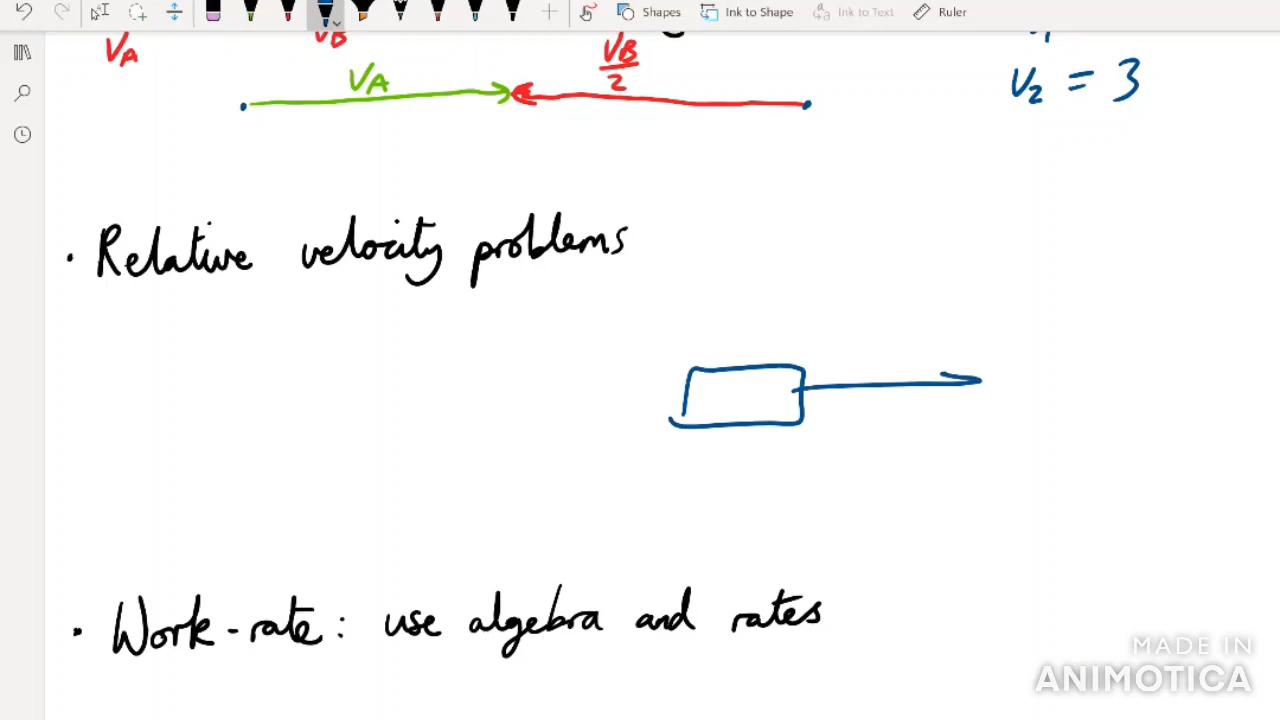 Shapes Ink to Shape Ink to Text Ruler
VA VB VB/2
VA
V2 = 3
· Relative velocity problems
· Work-rate: use algebra and rates
MADE IN
ANIMOTICA